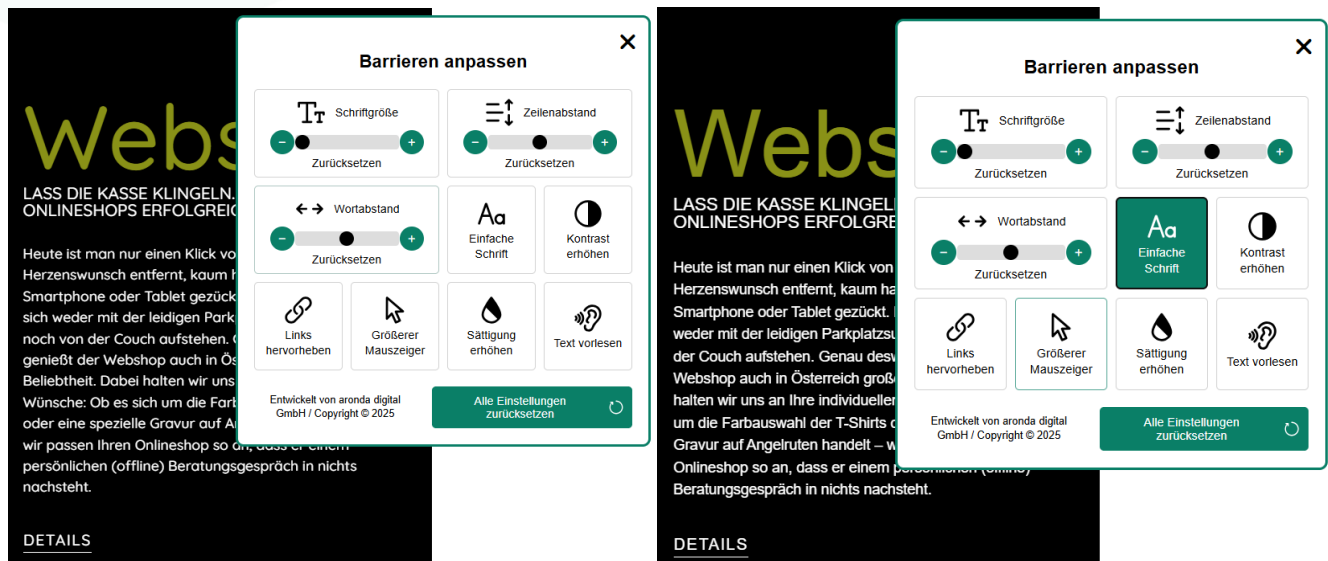 Webs
LASS DIE KASSE KLINGELN.
ONLINESHOPS ERFOLGREIC
Heute ist man nur einen Klick vo
Herzenswunsch entfernt, kaum
Smartphone oder Tablet gezück
sich weder mit der leidigen Park
noch von der Couch aufstehen.
genießt der Webshop auch in Ös
Beliebtheit. Dabei halten wir uns
Wünsche: Ob es sich um die Farb
oder eine spezielle Gravur auf
wir passen Ihren Onlineshop so an, dass er einem
persönlichen (offline) Beratungsgespräch in nichts
nachsteht.
DETAILS
Barrieren anpassen
Schriftgröße
Zurücksetzen
Zeilenabstand
Zurücksetzen
Wortabstand
Zurücksetzen
Einfache
Schrift
Kontrast
erhöhen
Links
hervorheben
Größerer
Mauszeiger
Sättigung
erhöhen
Text vorlesen
Entwickelt von aronda digital
GmbH / Copyright © 2025
Alle Einstellungen
zurücksetzen
Webs
LASS DIE KASSE KLINGEL
ONLINESHOPS ERFOLGRE
Heute ist man nur einen Klick von
Herzenswunsch entfernt, kaum ha
Smartphone oder Tablet gezückt.
weder mit der leidigen Parkplatzsu
der Couch aufstehen. Genau desw
Webshop auch in Österreich große
halten wir uns an Ihre individuellen
um die Farbauswahl der T-Shirts
Gravur auf Angelruten handelt – w
Onlineshop so an, dass er einem persönlichen (offline)
Beratungsgespräch in nichts nachsteht.
DETAILS
Barrieren anpassen
Schriftgröße
Zurücksetzen
Zeilenabstand
Zurücksetzen
Wortabstand
Zurücksetzen
Einfache
Schrift
Kontrast
erhöhen
Links
hervorheben
Größerer
Mauszeiger
Sättigung
erhöhen
Text vorlesen
Entwickelt von aronda digital
GmbH / Copyright © 2025
Alle Einstellungen
zurücksetzen